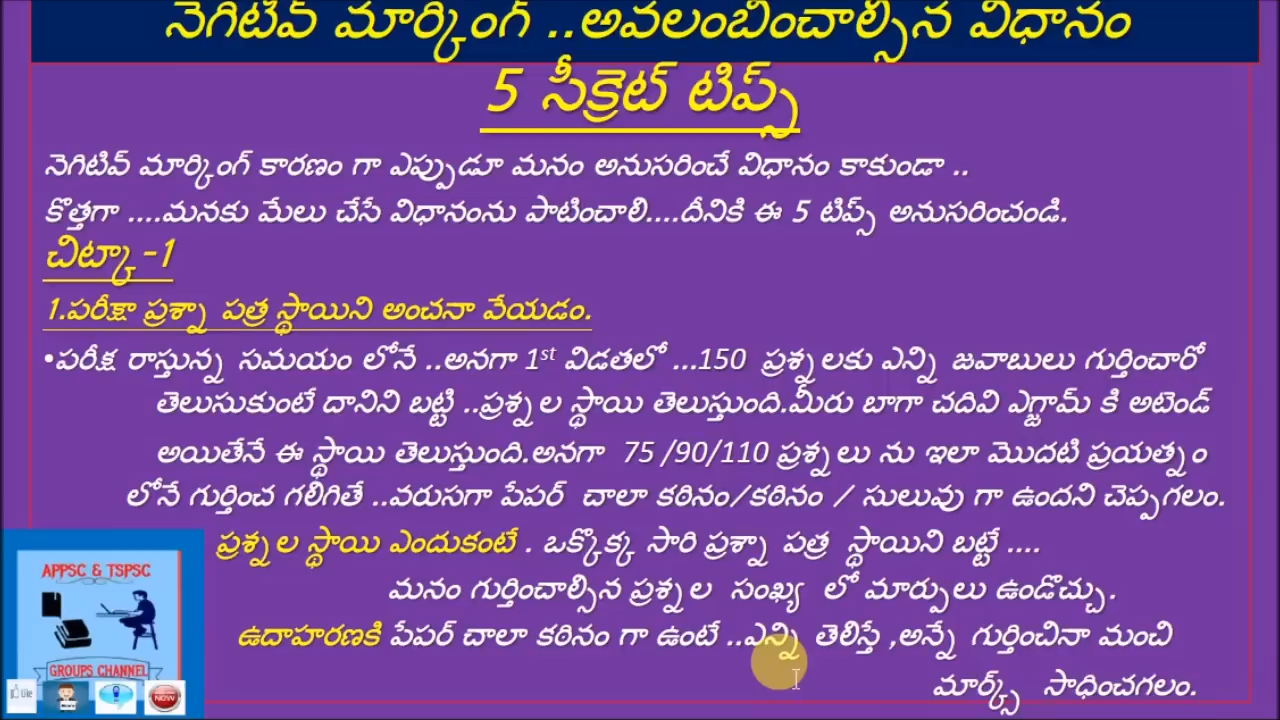 నెగిటివ్ మార్కింగ్ ..అవలంబించాల్సిన విధానం
5 సీక్రెట్ టిప్స్
నెగిటివ్ మార్కింగ్ కారణం గా ఎప్పుడూ మనం అనుసరించే విధానం కాకుండా ..
కొత్తగా ....మనకు మేలు చేసే విధానంను పాటించాలి....దీనికి ఈ 5 టిప్స్ అనుసరించండి.
చిట్కా -1
1.పరీక్షా ప్రశ్నా పత్ర స్థాయిని అంచనా వేయడం.
•పరీక్ష రాస్తున్న సమయం లోనే ..అనగా 1st విడతలో ...150 ప్రశ్నలకు ఎన్ని జవాబులు గుర్తించారో
తెలుసుకుంటే దానిని బట్టి ..ప్రశ్నల స్థాయి తెలుస్తుంది.మీరు బాగా చదివి ఎగ్జామ్ కి అటెండ్
అయితేనే ఈ స్థాయి తెలుస్తుంది.అనగా 75 /90/110 ప్రశ్నలు ను ఇలా మొదటి ప్రయత్నం
లోనే గుర్తించ గలిగితే ..వరుసగా పేపర్ చాలా కఠినం/కఠినం / సులువు గా ఉందని చెప్పగలం.
ప్రశ్నల స్థాయి ఎందుకంటే . ఒక్కొక్క సారి ప్రశ్నా పత్ర స్థాయిని బట్టే ....
మనం గుర్తించాల్సిన ప్రశ్నల సంఖ్య లో మార్పులు ఉండొచ్చు.
ఉదాహరణకి పేపర్ చాలా కఠినం గా ఉంటే ..ఎన్ని తెలిస్తే ,అన్నే గుర్తించినా మంచి
మార్క్స్ సాధించగలం.
APPSC & TSPSC
GROUPS CHANNEL
Like
Share
NOW